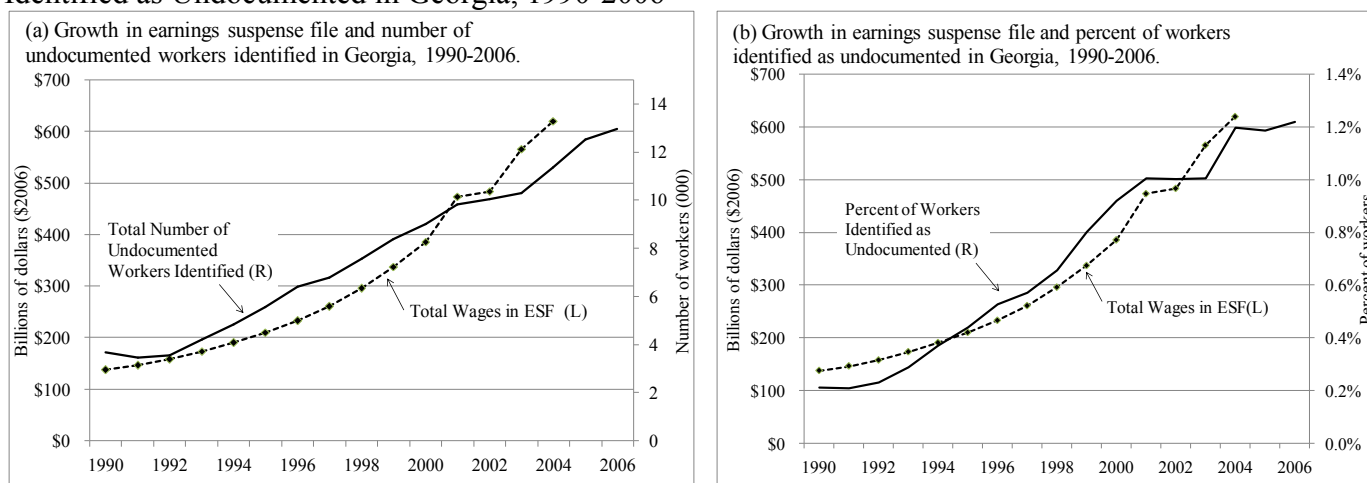 Identified as Undocumented in Georgia, 1990-2006
(a) Growth in earnings suspense file and number of
undocumented workers identified in Georgia, 1990-2006.
$700
$600
$500
$400
$300
$200
$100
$0
Billions of dollars ($2006)
14
12
10
8
6
4
2
0
Number of workers (000)
Total Number of
Undocumented
Workers Identified (R)
Total Wages in ESF (L)
1990 1992 1994 1996 1998 2000 2002 2004 2006
(b) Growth in earnings suspense file and percent of workers
identified as undocumented in Georgia, 1990-2006.
$700
$600
$500
$400
$300
$200
$100
$0
Billions of dollars ($2006)
1.4%
1.2%
1.0%
0.8%
0.6%
0.4%
0.2%
0.0%
Percent of workers
Percent of Workers
Identified as
Undocumented (R)
Total Wages in ESF(L)
1990 1992 1994 1996 1998 2000 2002 2004 2006